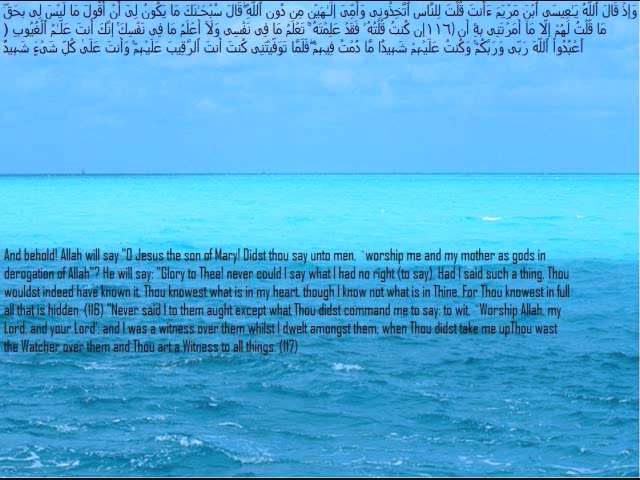 وَإِذْ قَالَ ٱللَّهُ يَـٰعِيسَى ٱبْنَ مَرْيَمَ ءَأَنتَ قُلْتَ لِلنَّاسِ ٱتَّخِذُونِى وَأُمِّىَ إِلَـٰهَيْنِ مِن دُونِ ٱللَّهِ ۖ قَالَ سُبْحَـٰنَكَ مَا يَكُونُ لِىٓ أَنْ أَقُولَ مَا لَيْسَ لِى بِحَقٍّ ۚ
إِن كُنتُ قُلْتُهُۥ فَقَدْ عَلِمْتَهُۥ ۚ تَعْلَمُ مَا فِى نَفْسِى وَلَآ أَعْلَمُ مَا فِى نَفْسِكَ ۚ إِنَّكَ أَنتَ عَلَّـٰمُ ٱلْغُيُوبِ (١١٦) مَا قُلْتُ لَهُمْ إِلَّا مَآ أَمَرْتَنِى بِهِۦٓ أَنِ
ٱعْبُدُوا۟ ٱللَّهَ رَبِّى وَرَبَّكُمْ ۚ وَكُنتُ عَلَيْهِمْ شَهِيدًا مَّا دُمْتُ فِيهِمْ ۖ فَلَمَّا تَوَفَّيْتَنِى كُنتَ أَنتَ ٱلرَّقِيبَ عَلَيْهِمْ ۚ وَأَنتَ عَلَىٰ كُلِّ شَىْءٍ شَهِيدٌ
And behold! Allah will say "O Jesus the son of Mary! Didst thou say unto men, `worship me and my mother as gods in
derogation of Allah"? He will say: "Glory to Thee! never could I say what I had no right (to say). Had I said such a thing, Thou
wouldst indeed have known it. Thou knowest what is in my heart, though I know not what is in Thine. For Thou knowest in full
all that is hidden. (116) "Never said I to them aught except what Thou didst command me to say: to wit, `Worship Allah, my
Lord, and your Lord'; and I was a witness over them whilst I dwelt amongst them; when Thou didst take me upThou wast
the Watcher over them and Thou art a Witness to all things. (117)